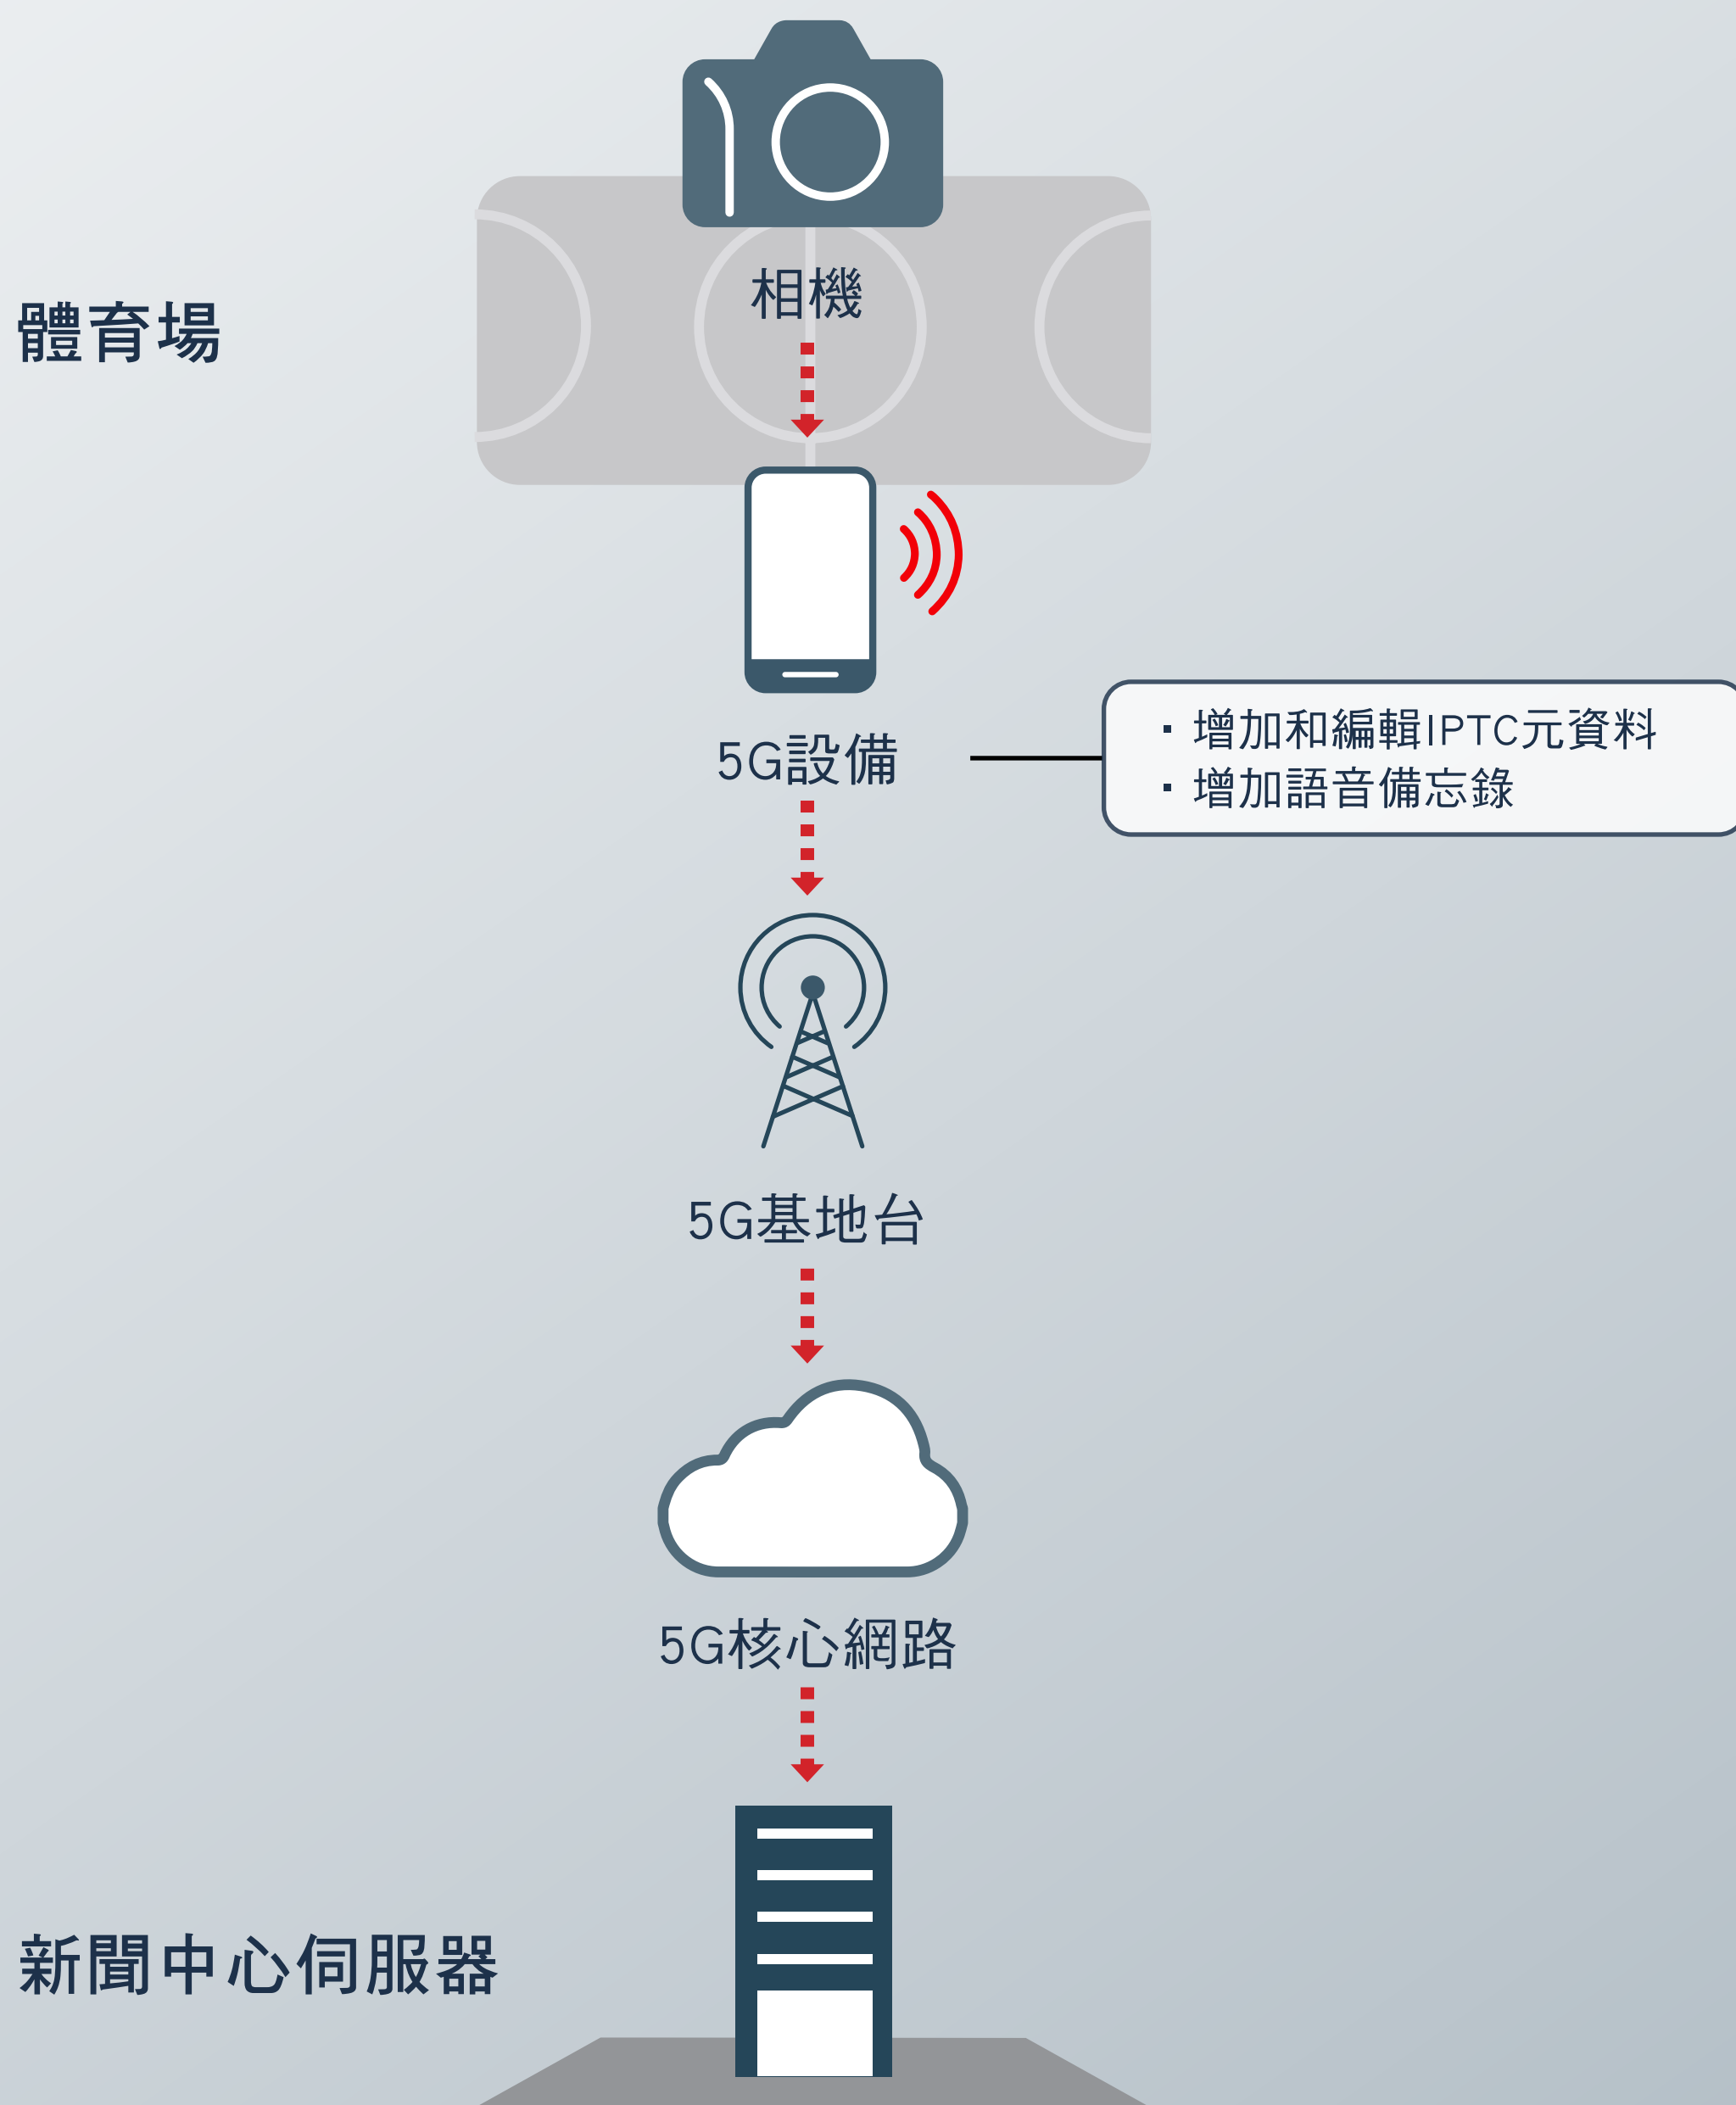 相機
體育場
5G設備
▪ 增加和編輯IPTC元資料
▪ 增加語音備忘錄
5G基地台
5G核心網路
新聞中心伺服器